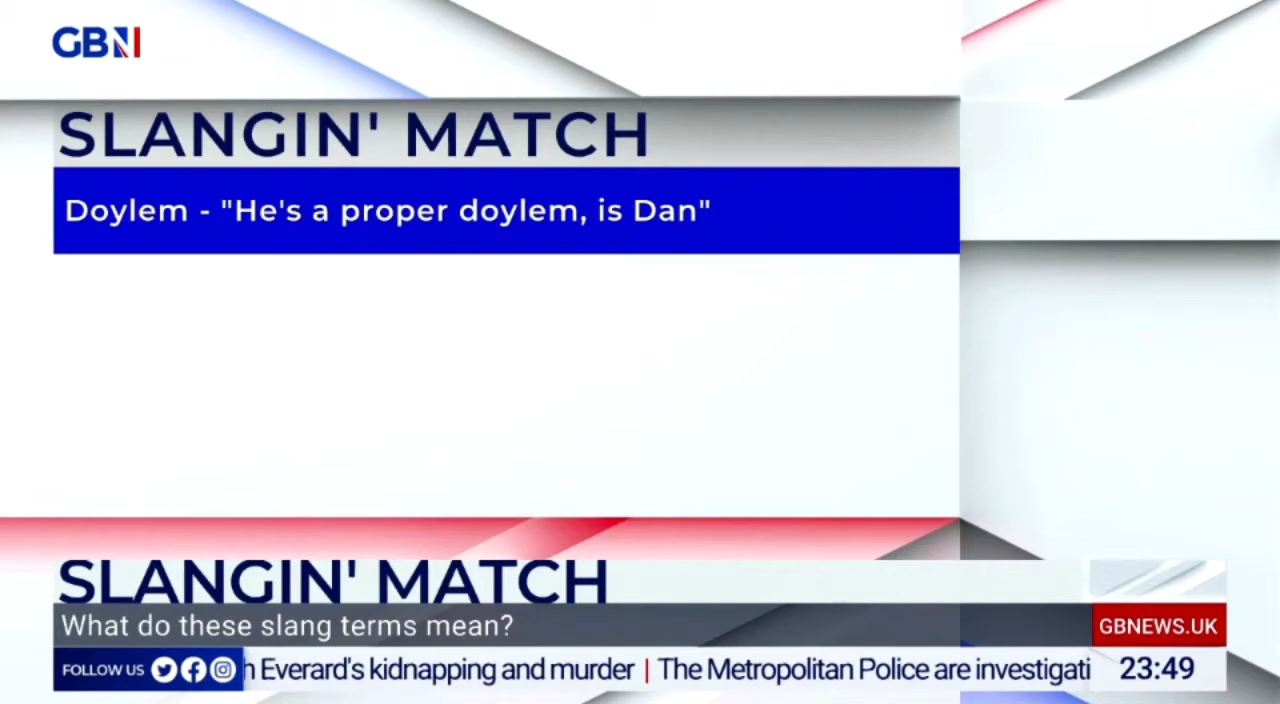 GBN
SLANGIN' MATCH
Doylem - "He's a proper doylem, is Dan"
SLANGIN' MATCH
What do these slang terms mean?
GBNEWS.UK
FOLLOW US
h Everard's kidnapping and murder | The Metropolitan Police are investigati
23:49